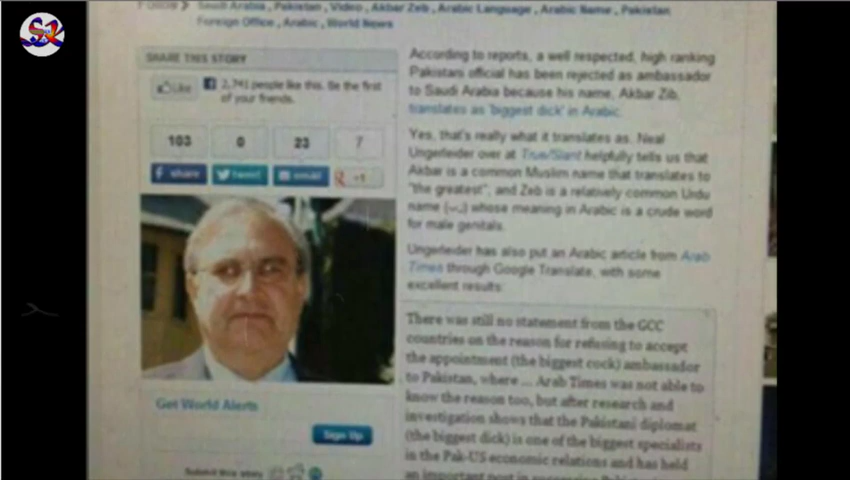 Follow > Saudi Arabia , Pakistan , Video , Akbar Zeb , Arabic Language , Arabic Name , Pakistan
Foreign Office , Arabic , World News
SHARE THIS STORY
Like
2,741 people like this. Be the first
of your friends.
103
0
23
7
share
tweet
email
+1
Get World Alerts
Sign Up
Submit this story
According to reports, a well respected, high ranking
Pakistani official has been rejected as ambassador
to Saudi Arabia because his name, Akbar Zib,
translates as 'biggest dick' in Arabic.
Yes, that's really what it translates as. Neal
Ungerleider over at True/Slant helpfully tells us that
Akbar is a common Muslim name that translates to
"the greatest", and Zeb is a relatively common Urdu
name (زب) whose meaning in Arabic is a crude word
for male genitals.
Ungerleider has also put an Arabic article from Arab
Times through Google Translate, with some
excellent results:
There was still no statement from the GCC
countries on the reason for refusing to accept
the appointment (the biggest cock) ambassador
to Pakistan, where ... Arab Times was not able to
know the reason too, but after research and
investigation shows that the Pakistani diplomat
(the biggest dick) is one of the biggest specialists
in the Pak-US economic relations and has held
an important post in